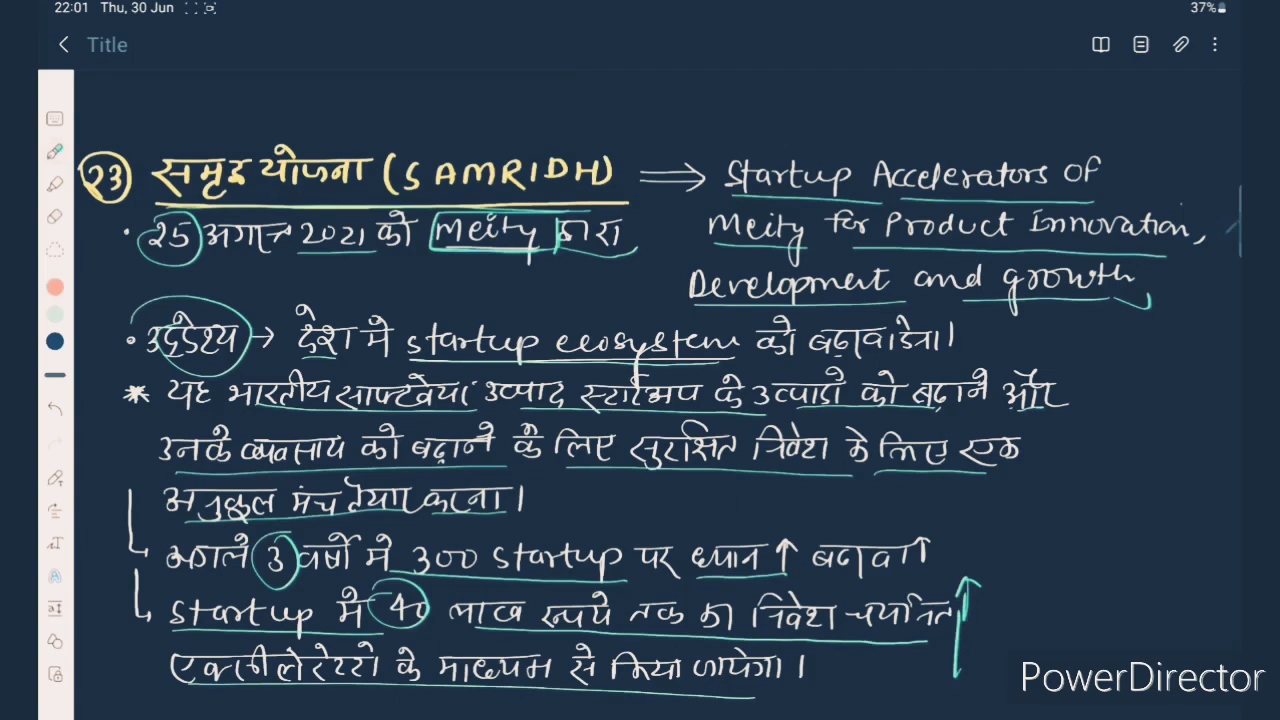 22:01 Thu, 30 Jun
37%
Title
23 समृद्ध योजना (SAMRIDH) ⟹ Startup Accelerators of
Meity for Product Innovation,
Development and growth
• 25 अगस्त 2021 को Meity द्वारा
• उद्देश्य → देश में startup ecosystem को बढ़ावा देना।
* यह भारतीय साफ्टवेयर उत्पाद स्टार्टअप के उत्पादो को बढ़ाने और
उनके व्यवसाय को बढ़ाने के लिए सुरक्षित निवेश के लिए एक
अनुकूल मंच तैयार करना।
अगले 3 वर्षो मे 300 startup पर ध्यान ↑ बढ़ावा ↑
startup मे 40 लाख रूपये तक का निवेश चयनित
एक्सीलेरेटरो के माध्यम से किया जायेगा।
PowerDirector